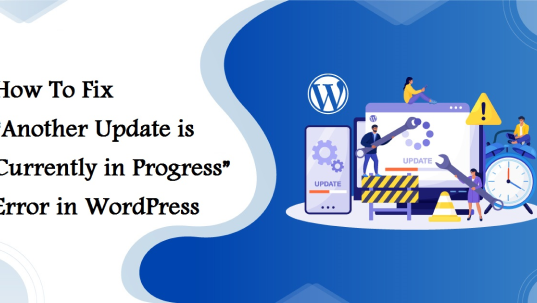 How To Fix
"Another Update is
Currently in Progress"
Error in WordPress
UPDATE
UPDATE